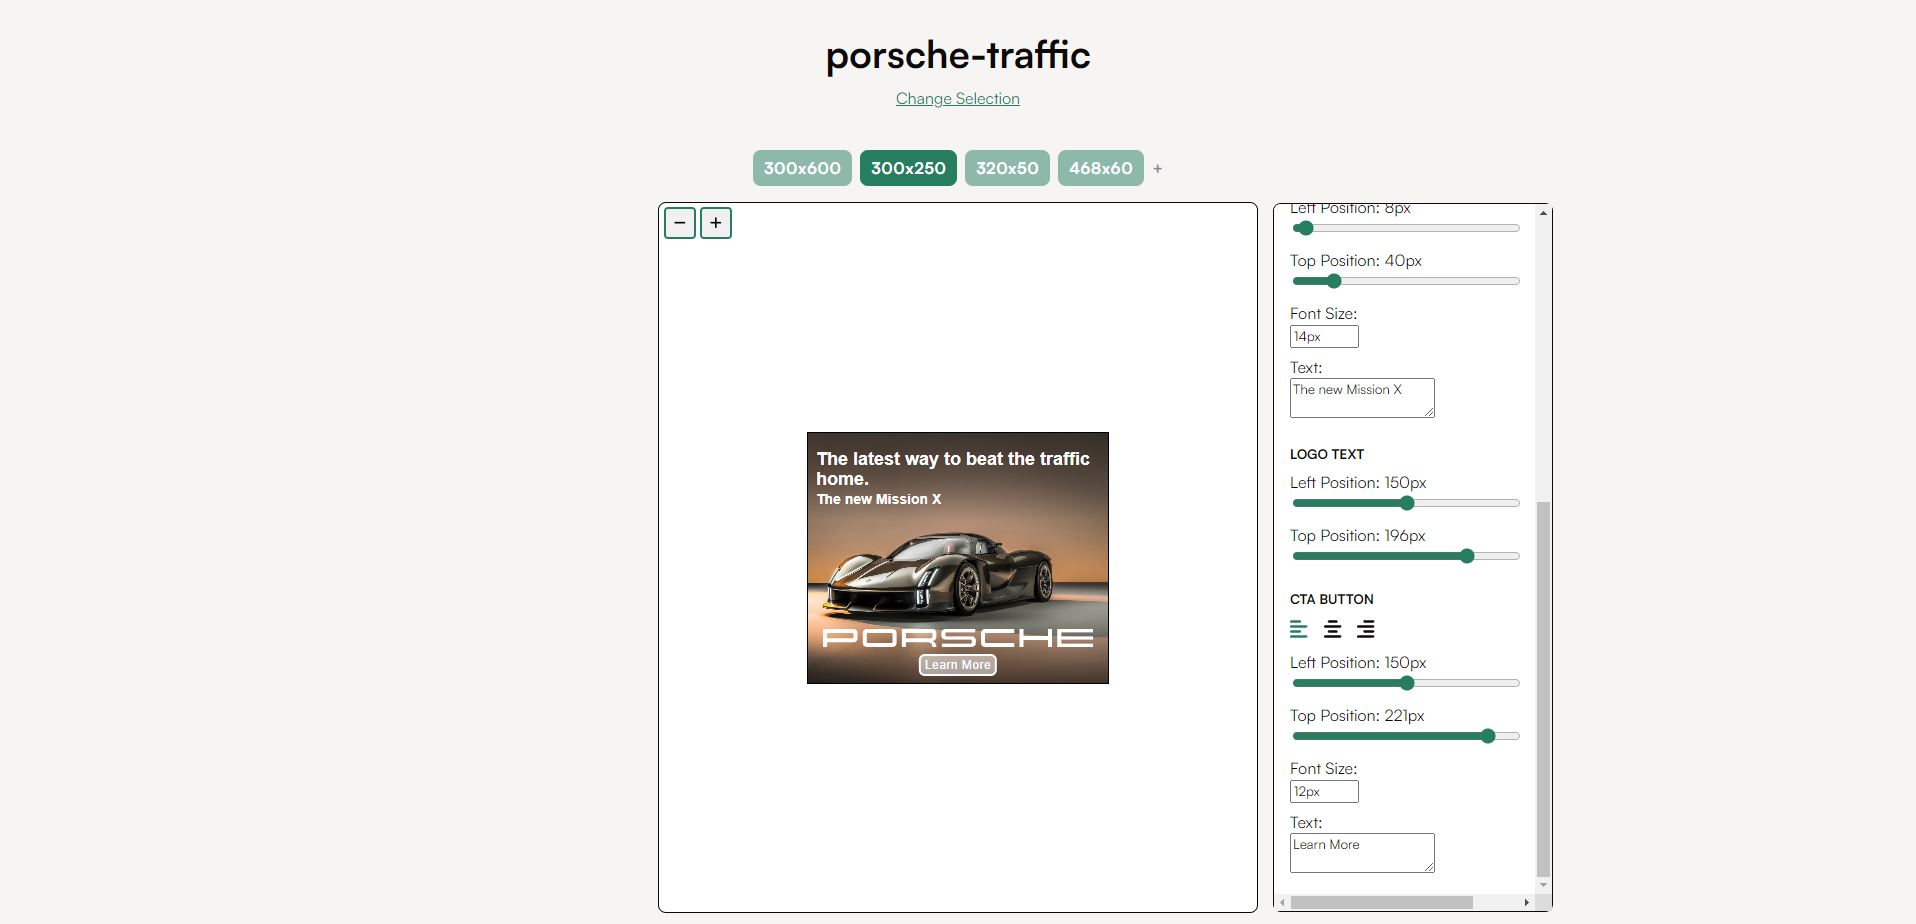 porsche-traffic
Change Selection
300x600 300x250 320x50 468x60 +
− +
The latest way to beat the traffic
home.
The new Mission X
PORSCHE
Learn More
Left Position: 8px
Top Position: 40px
Font Size:
14px
Text:
The new Mission X
LOGO TEXT
Left Position: 150px
Top Position: 196px
CTA BUTTON
Left Position: 150px
Top Position: 221px
Font Size:
12px
Text:
Learn More